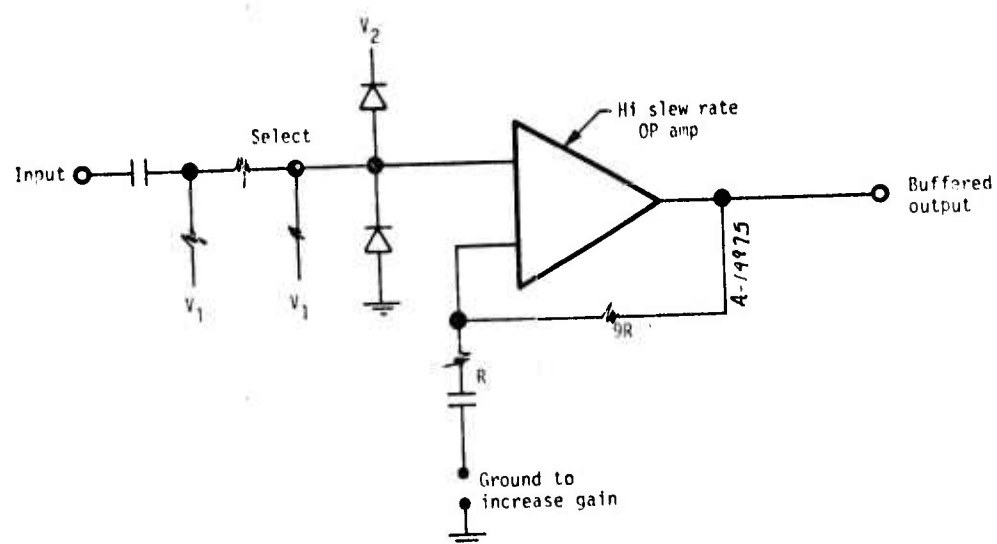 V2
Hi slew rate
OP amp
Select
Input
Buffered
output
A-14975
V1
V1
9R
R
Ground to
increase gain